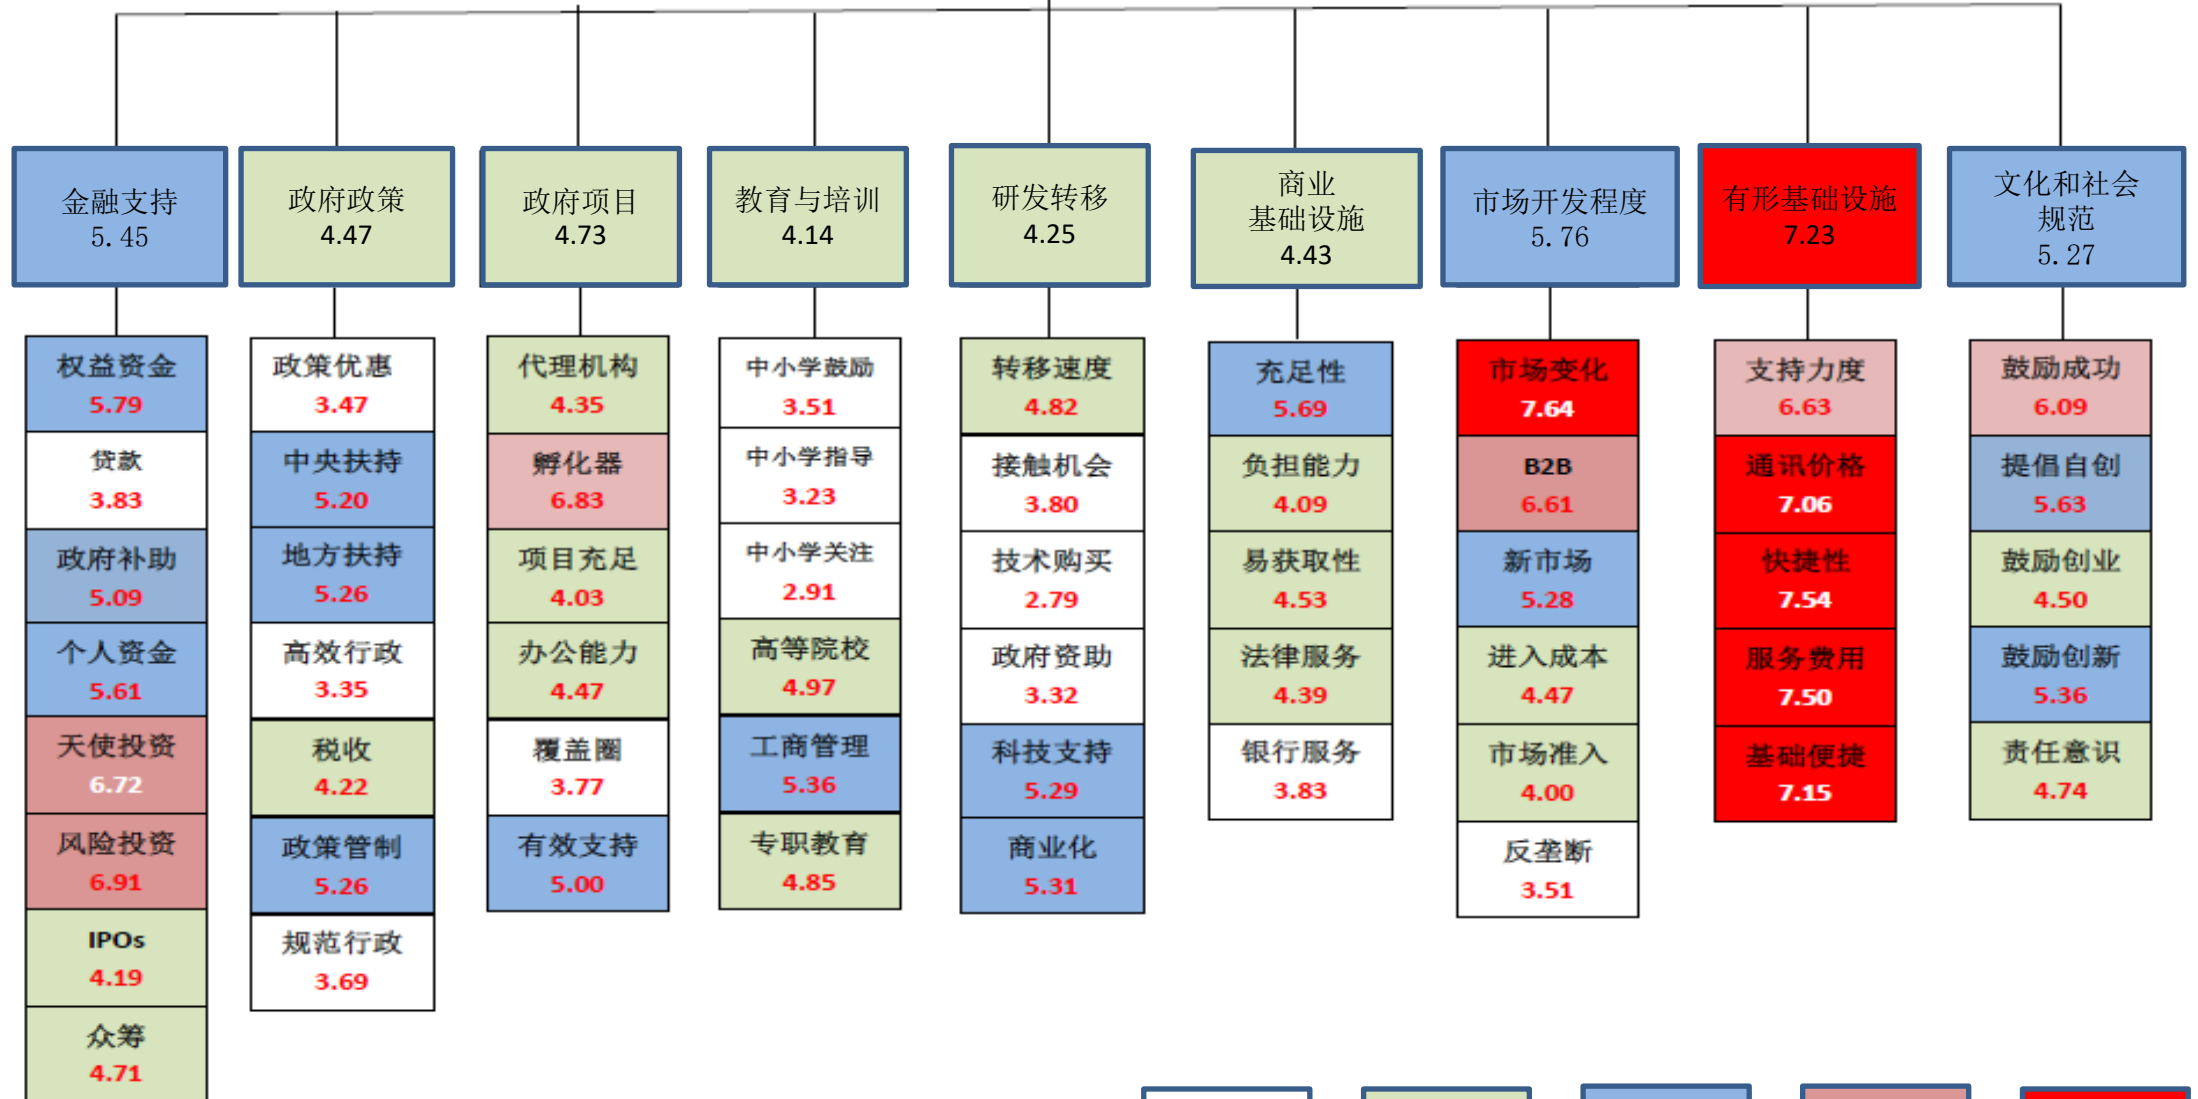 金融支持
5.45
政府政策
4.47
政府项目
4.73
教育与培训
4.14
研发转移
4.25
商业
基础设施
4.43
市场开发程度
5.76
有形基础设施
7.23
文化和社会
规范
5.27
权益资金
5.79
贷款
3.83
政府补助
5.09
个人资金
5.61
天使投资
6.72
风险投资
6.91
IPOs
4.19
众筹
4.71
政策优惠
3.47
中央扶持
5.20
地方扶持
5.26
高效行政
3.35
税收
4.22
政策管制
5.26
规范行政
3.69
代理机构
4.35
孵化器
6.83
项目充足
4.03
办公能力
4.47
覆盖圈
3.77
有效支持
5.00
中小学鼓励
3.51
中小学指导
3.23
中小学关注
2.91
高等院校
4.97
工商管理
5.36
专职教育
4.85
转移速度
4.82
接触机会
3.80
技术购买
2.79
政府资助
3.32
科技支持
5.29
商业化
5.31
充足性
5.69
负担能力
4.09
易获取性
4.53
法律服务
4.39
银行服务
3.83
市场变化
7.64
B2B
6.61
新市场
5.28
进入成本
4.47
市场准入
4.00
反垄断
3.51
支持力度
6.63
通讯价格
7.06
快捷性
7.54
服务费用
7.50
基础便捷
7.15
鼓励成功
6.09
提倡自创
5.63
鼓励创业
4.50
鼓励创新
5.36
责任意识
4.74